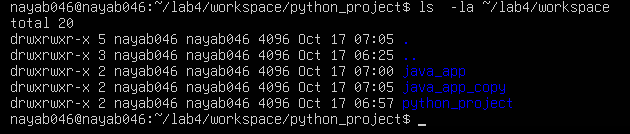 nayab046@nayab046:~/lab4/workspace/python_project$ ls  -la ~/lab4/workspace
total 20
drwxrwxr-x 5 nayab046 nayab046 4096 Oct 17 07:05 .
drwxrwxr-x 3 nayab046 nayab046 4096 Oct 17 06:25 ..
drwxrwxr-x 2 nayab046 nayab046 4096 Oct 17 07:00 java_app
drwxrwxr-x 2 nayab046 nayab046 4096 Oct 17 07:05 java_app_copy
drwxrwxr-x 2 nayab046 nayab046 4096 Oct 17 06:57 python_project
nayab046@nayab046:~/lab4/workspace/python_project$ _